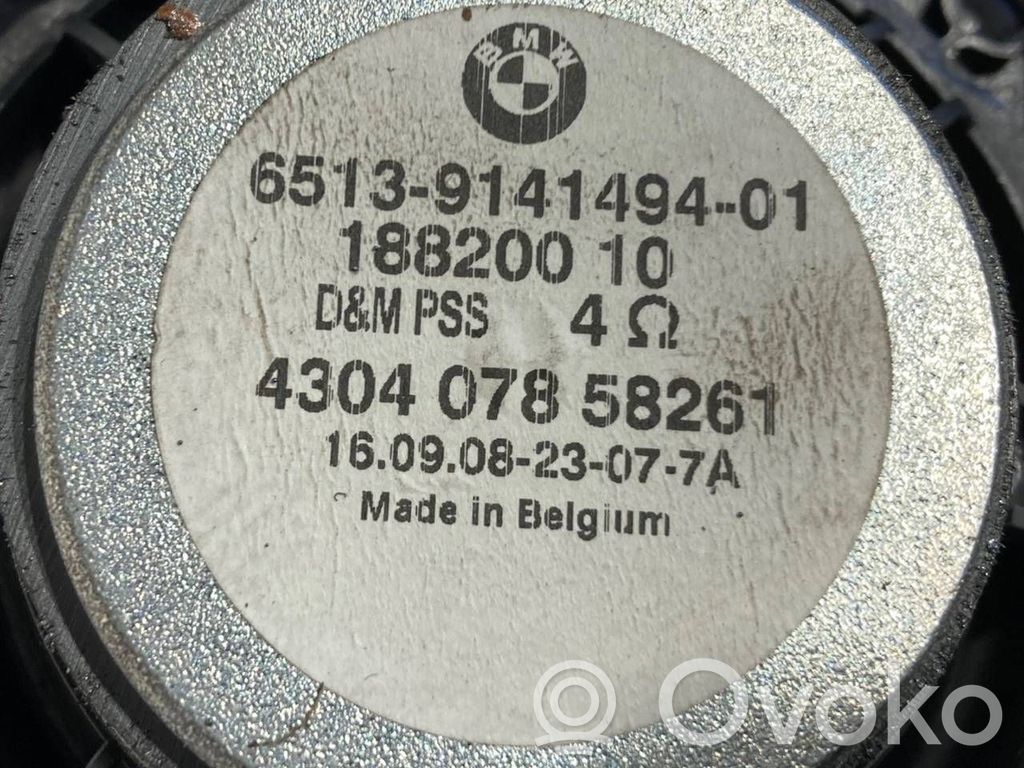 BMW
6513-9141494-01
188200 10
D&M PSS 4 Ω
4304 078 58261
16.09.08-23-07-7A
Made in Belgium
Ovoko